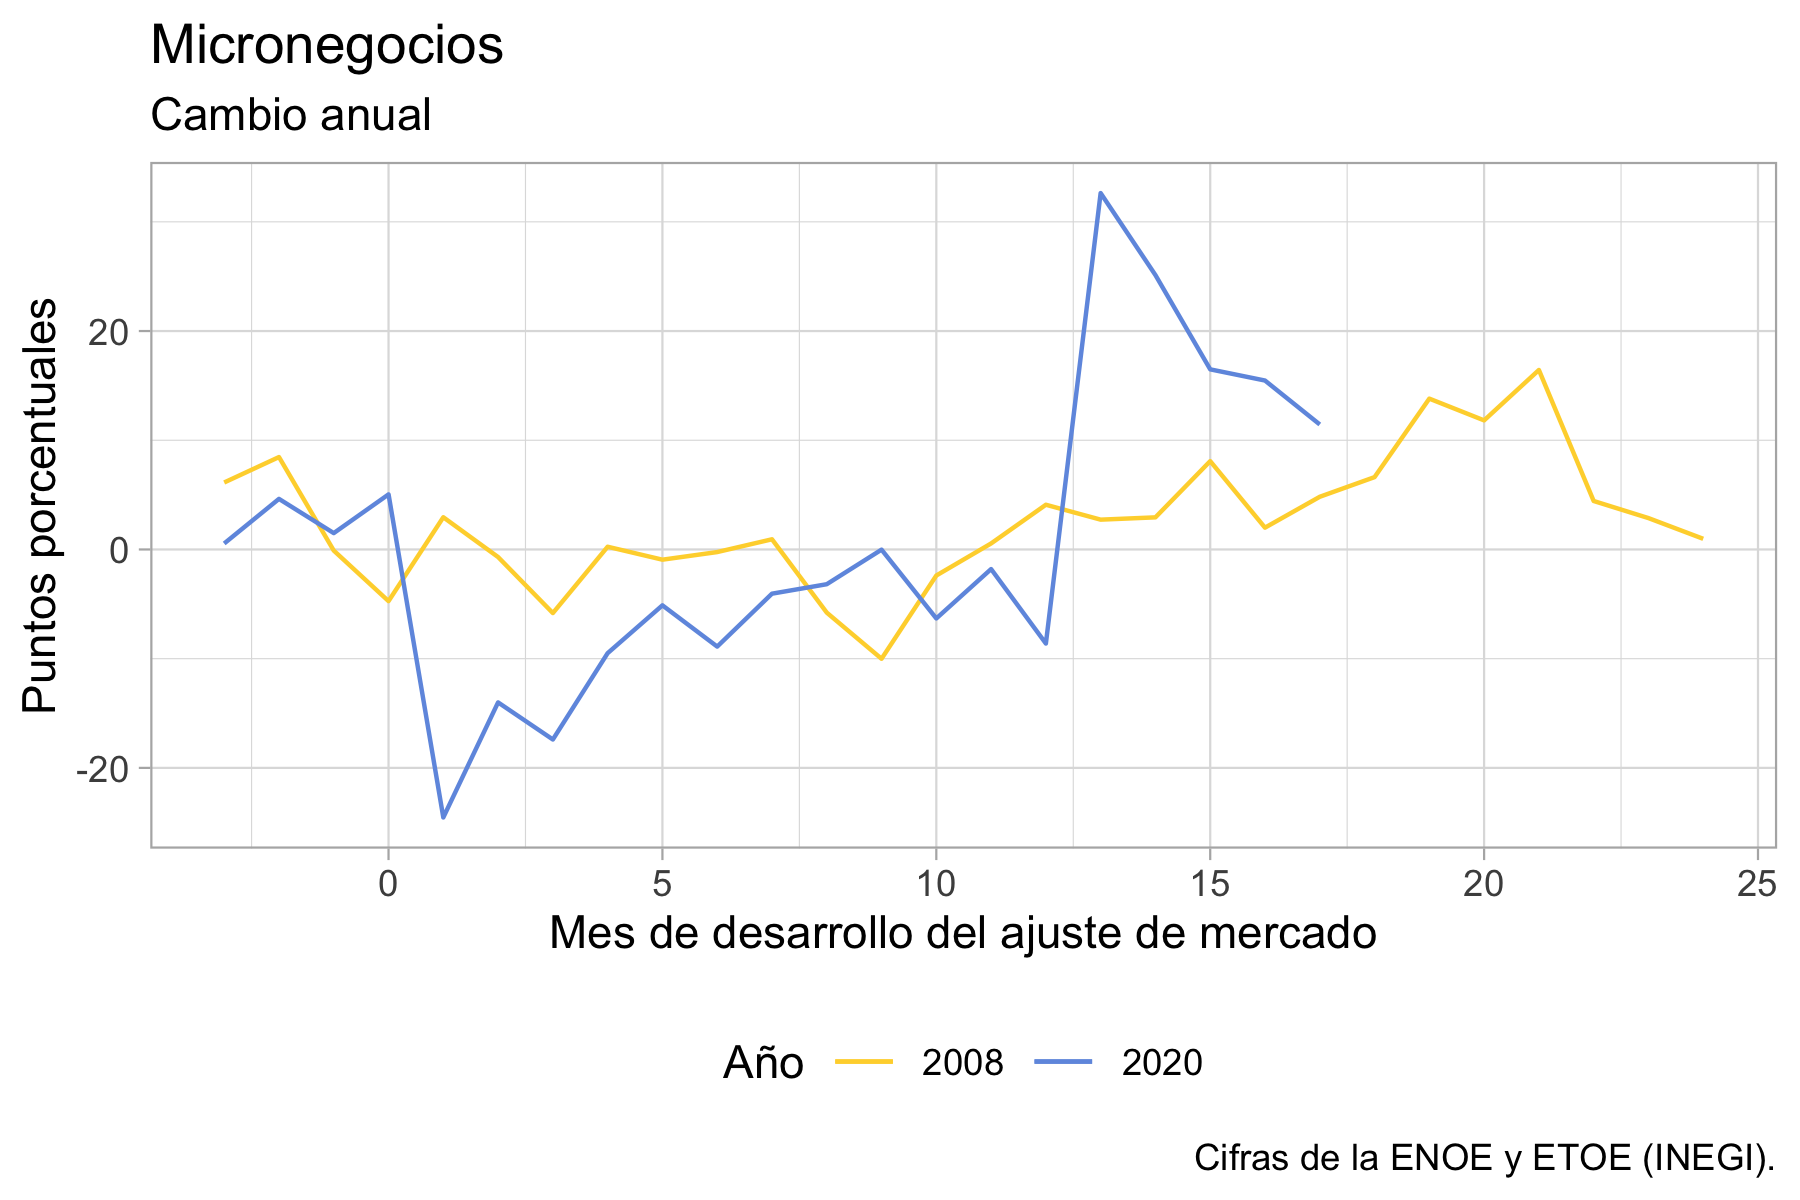 Micronegocios
Cambio anual
Puntos porcentuales
20
0
-20
0 5 10 15 20 25
Mes de desarrollo del ajuste de mercado
Año 2008 2020
Cifras de la ENOE y ETOE (INEGI).